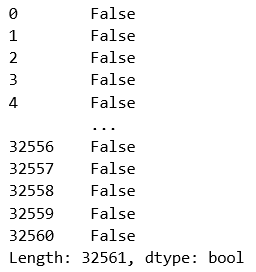 0        False
1        False
2        False
3        False
4        False
         ...
32556    False
32557    False
32558    False
32559    False
32560    False
Length: 32561, dtype: bool